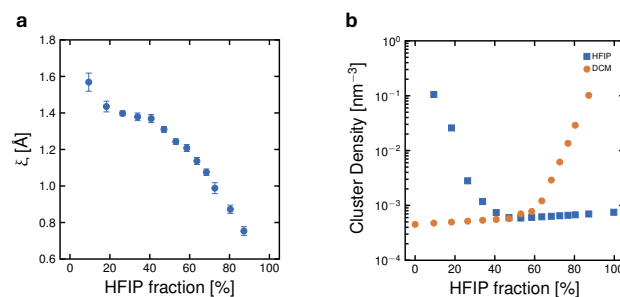 a
ξ [Å]
1.8
1.6
1.4
1.2
1.0
0.8
0.6
0 20 40 60 80 100
HFIP fraction [%]
b
Cluster Density [nm⁻³]
10⁰
10⁻¹
10⁻²
10⁻³
10⁻⁴
HFIP
DCM
0 20 40 60 80 100
HFIP fraction [%]